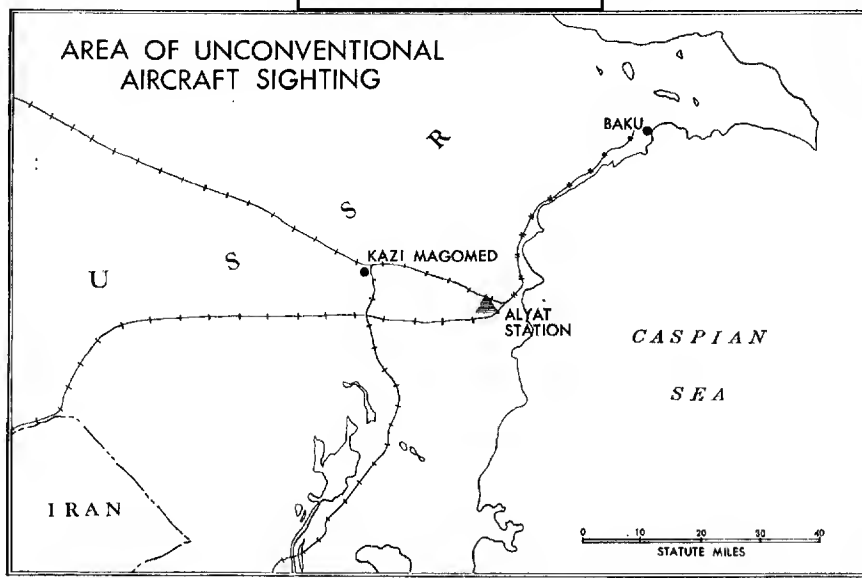 AREA OF UNCONVENTIONAL
AIRCRAFT SIGHTING
U S S R
BAKU
KAZI MAGOMED
ALYAT
STATION
CASPIAN
SEA
IRAN
0 10 20 30 40
STATUTE MILES